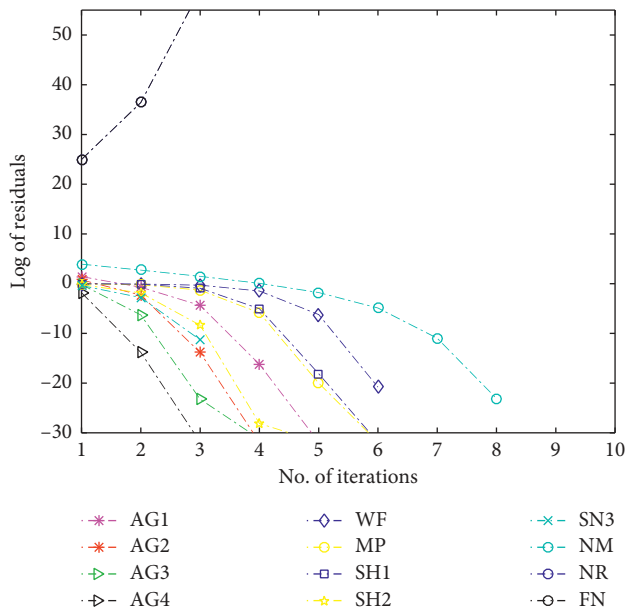 50
40
30
20
10
0
−10
−20
−30
Log of residuals
1 2 3 4 5 6 7 8 9 10
No. of iterations
AG1 WF SN3
AG2 MP NM
AG3 SH1 NR
AG4 SH2 FN